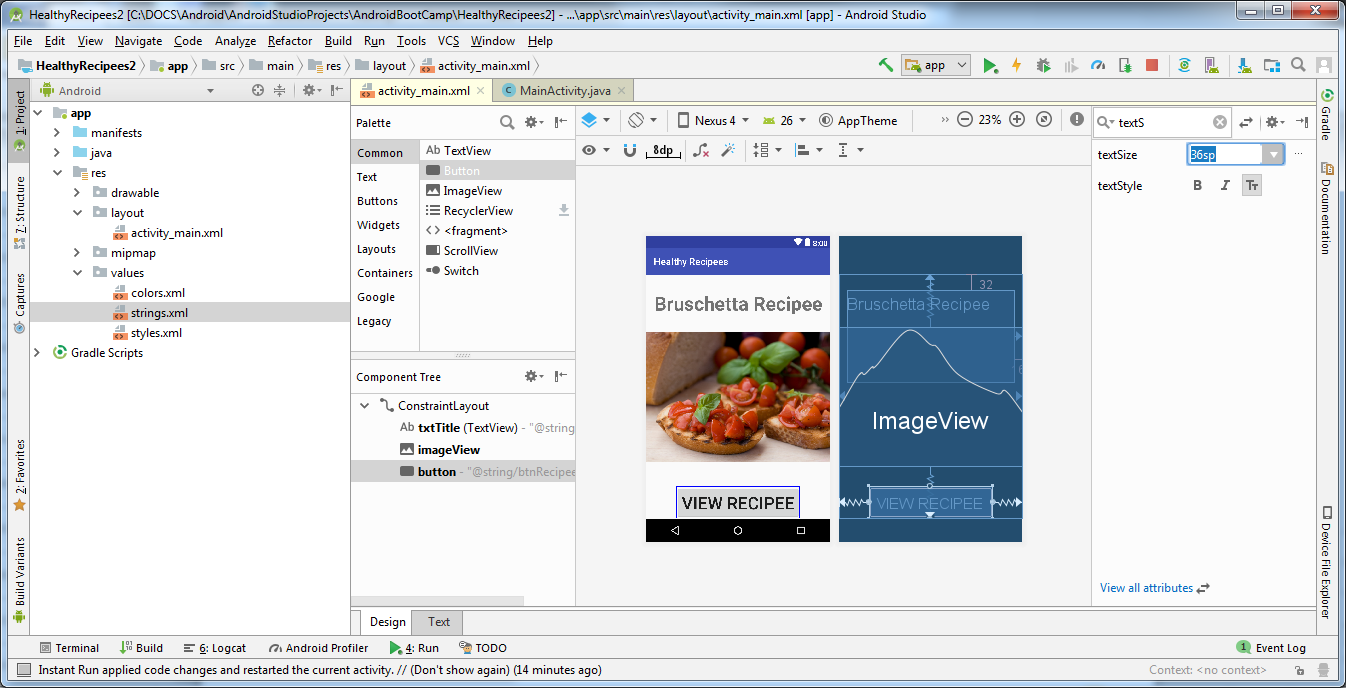 HealthyRecipees2 [C:\DOCS\Android\AndroidStudioProjects\AndroidBootCamp\HealthyRecipees2] - ...\app\src\main\res\layout\activity_main.xml [app] - Android Studio
File Edit View Navigate Code Analyze Refactor Build Run Tools VCS Window Help
HealthyRecipees2 app src main res layout activity_main.xml
app
1: Project
7: Structure
Captures
2: Favorites
Build Variants
Android
app
manifests
java
res
drawable
layout
activity_main.xml
mipmap
values
colors.xml
strings.xml
styles.xml
Gradle Scripts
activity_main.xml MainActivity.java
Palette
Common
Text
Buttons
Widgets
Layouts
Containers
Google
Legacy
Ab TextView
Button
ImageView
RecyclerView
<fragment>
ScrollView
Switch
Component Tree
ConstraintLayout
Ab txtTitle (TextView) - "@string
imageView
button - "@string/btnRecipee
Nexus 4 26 AppTheme 23%
8dp
8:00
Healthy Recipees
Bruschetta Recipee
VIEW RECIPEE
32
Bruschetta Recipee
6
ImageView
VIEW RECIPEE
textS
textSize 36sp ...
textStyle B I TT
View all attributes
Gradle
Documentation
Device File Explorer
Design Text
Terminal Build 6: Logcat Android Profiler 4: Run TODO 1 Event Log
Instant Run applied code changes and restarted the current activity. // (Don't show again) (14 minutes ago) Context: <no context>